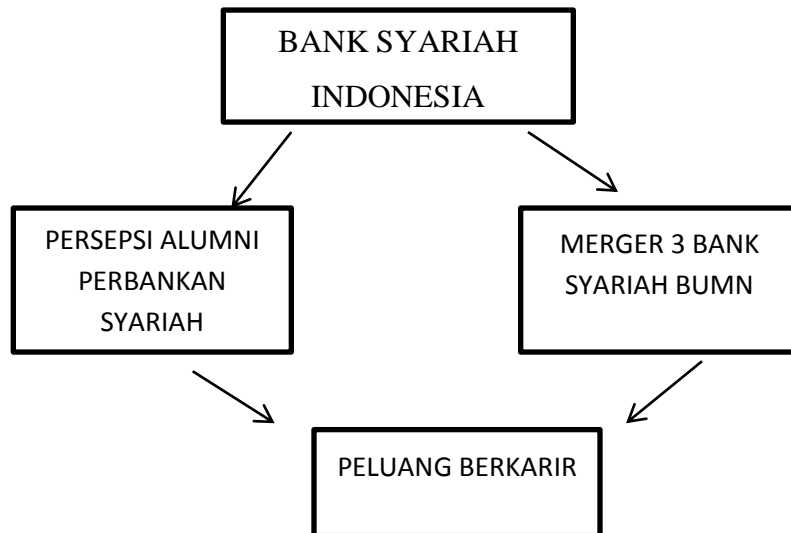 BANK SYARIAH
INDONESIA
PERSEPSI ALUMNI
PERBANKAN
SYARIAH
MERGER 3 BANK
SYARIAH BUMN
PELUANG BERKARIR